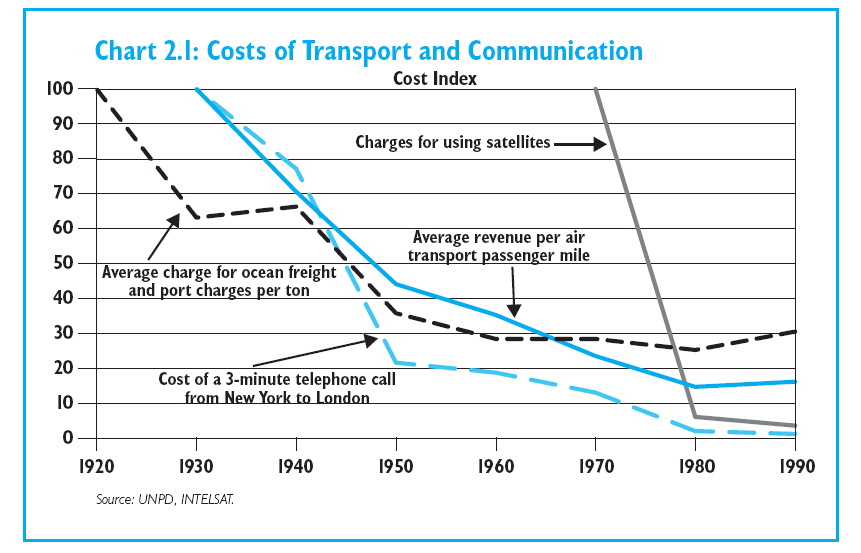 Chart 2.1: Costs of Transport and Communication
Cost Index
100
90
80
70
60
50
40
30
20
10
0
Charges for using satellites
Average revenue per air
transport passenger mile
Average charge for ocean freight
and port charges per ton
Cost of a 3-minute telephone call
from New York to London
1920 1930 1940 1950 1960 1970 1980 1990
Source: UNPD, INTELSAT.